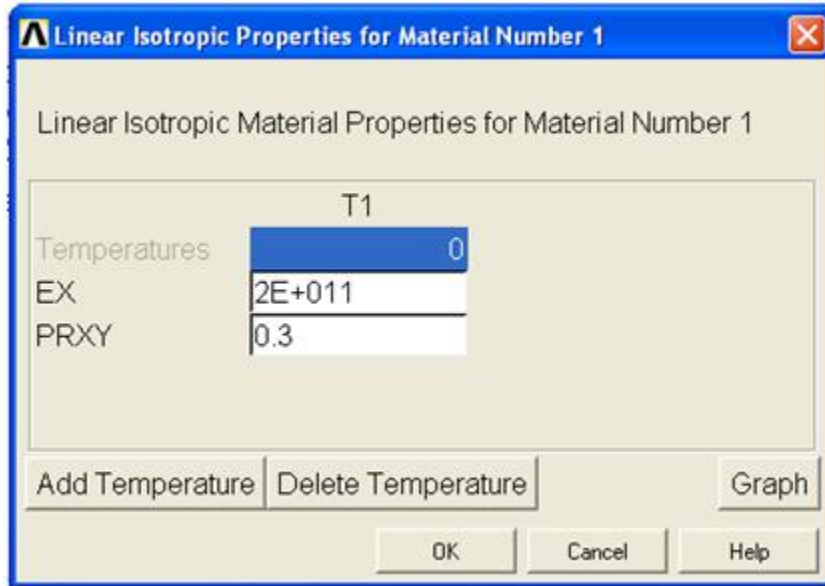 Linear Isotropic Properties for Material Number 1
Linear Isotropic Material Properties for Material Number 1
T1
Temperatures 0
EX 2E+011
PRXY 0.3
Add Temperature Delete Temperature Graph
OK Cancel Help